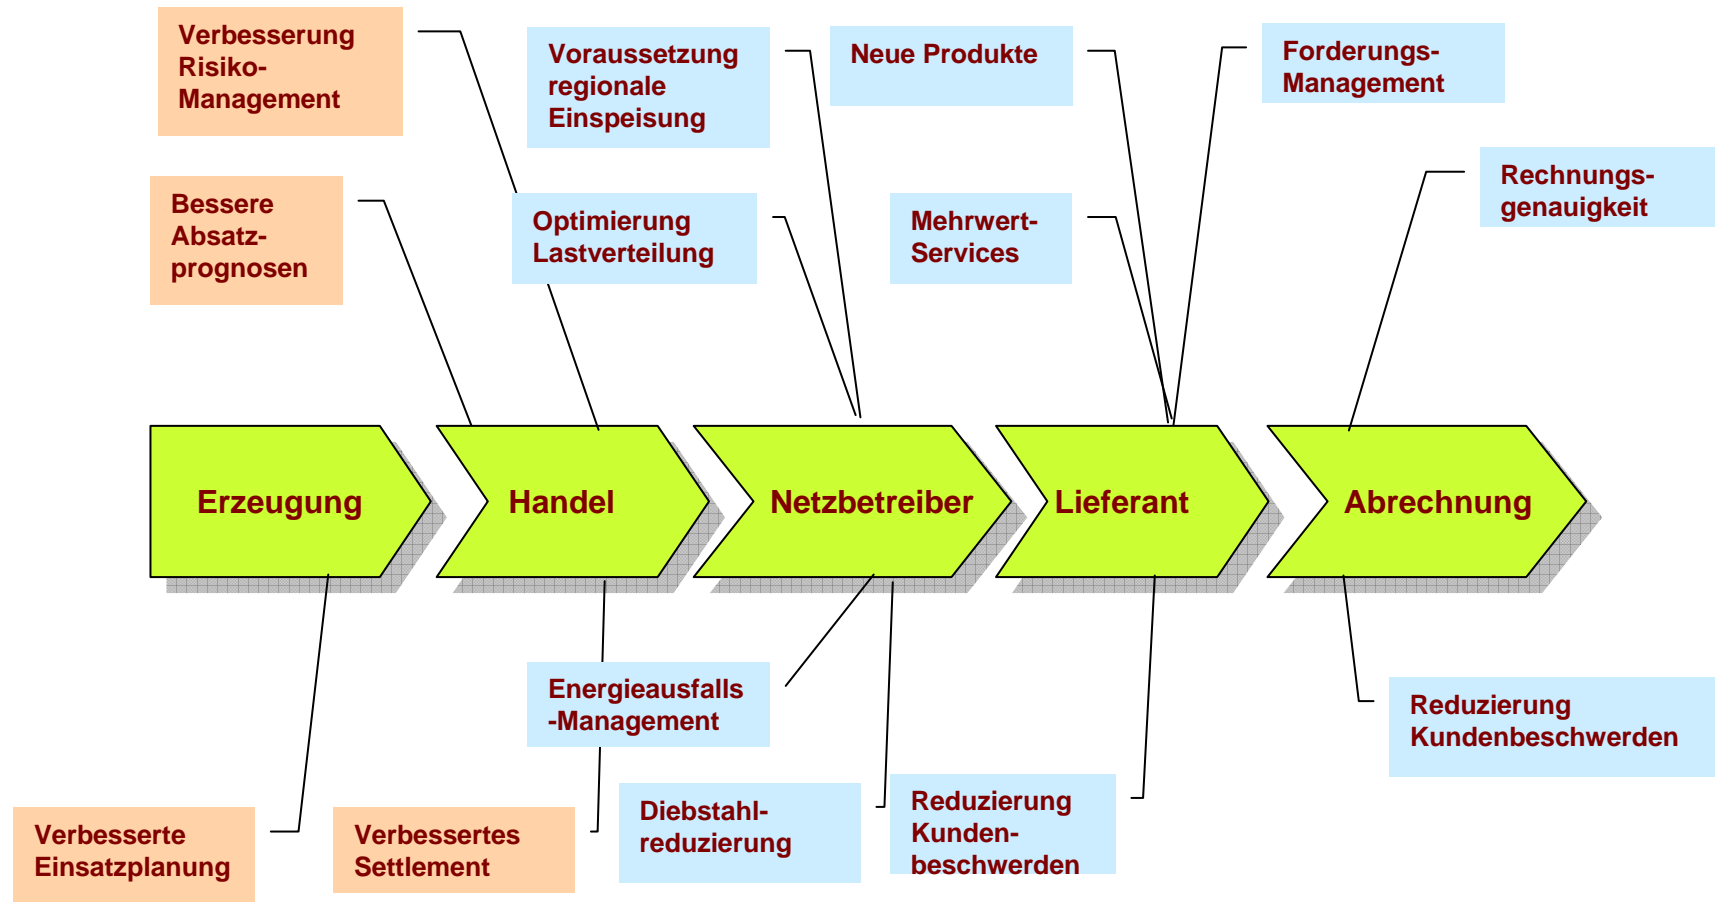 Verbesserung
Risiko-
Management
Voraussetzung
regionale
Einspeisung
Neue Produkte
Forderungs-
Management
Bessere
Absatz-
prognosen
Optimierung
Lastverteilung
Mehrwert-
Services
Rechnungs-
genauigkeit
Erzeugung
Handel
Netzbetreiber
Lieferant
Abrechnung
Energieausfalls
-Management
Reduzierung
Kundenbeschwerden
Verbesserte
Einsatzplanung
Verbessertes
Settlement
Diebstahl-
reduzierung
Reduzierung
Kunden-
beschwerden